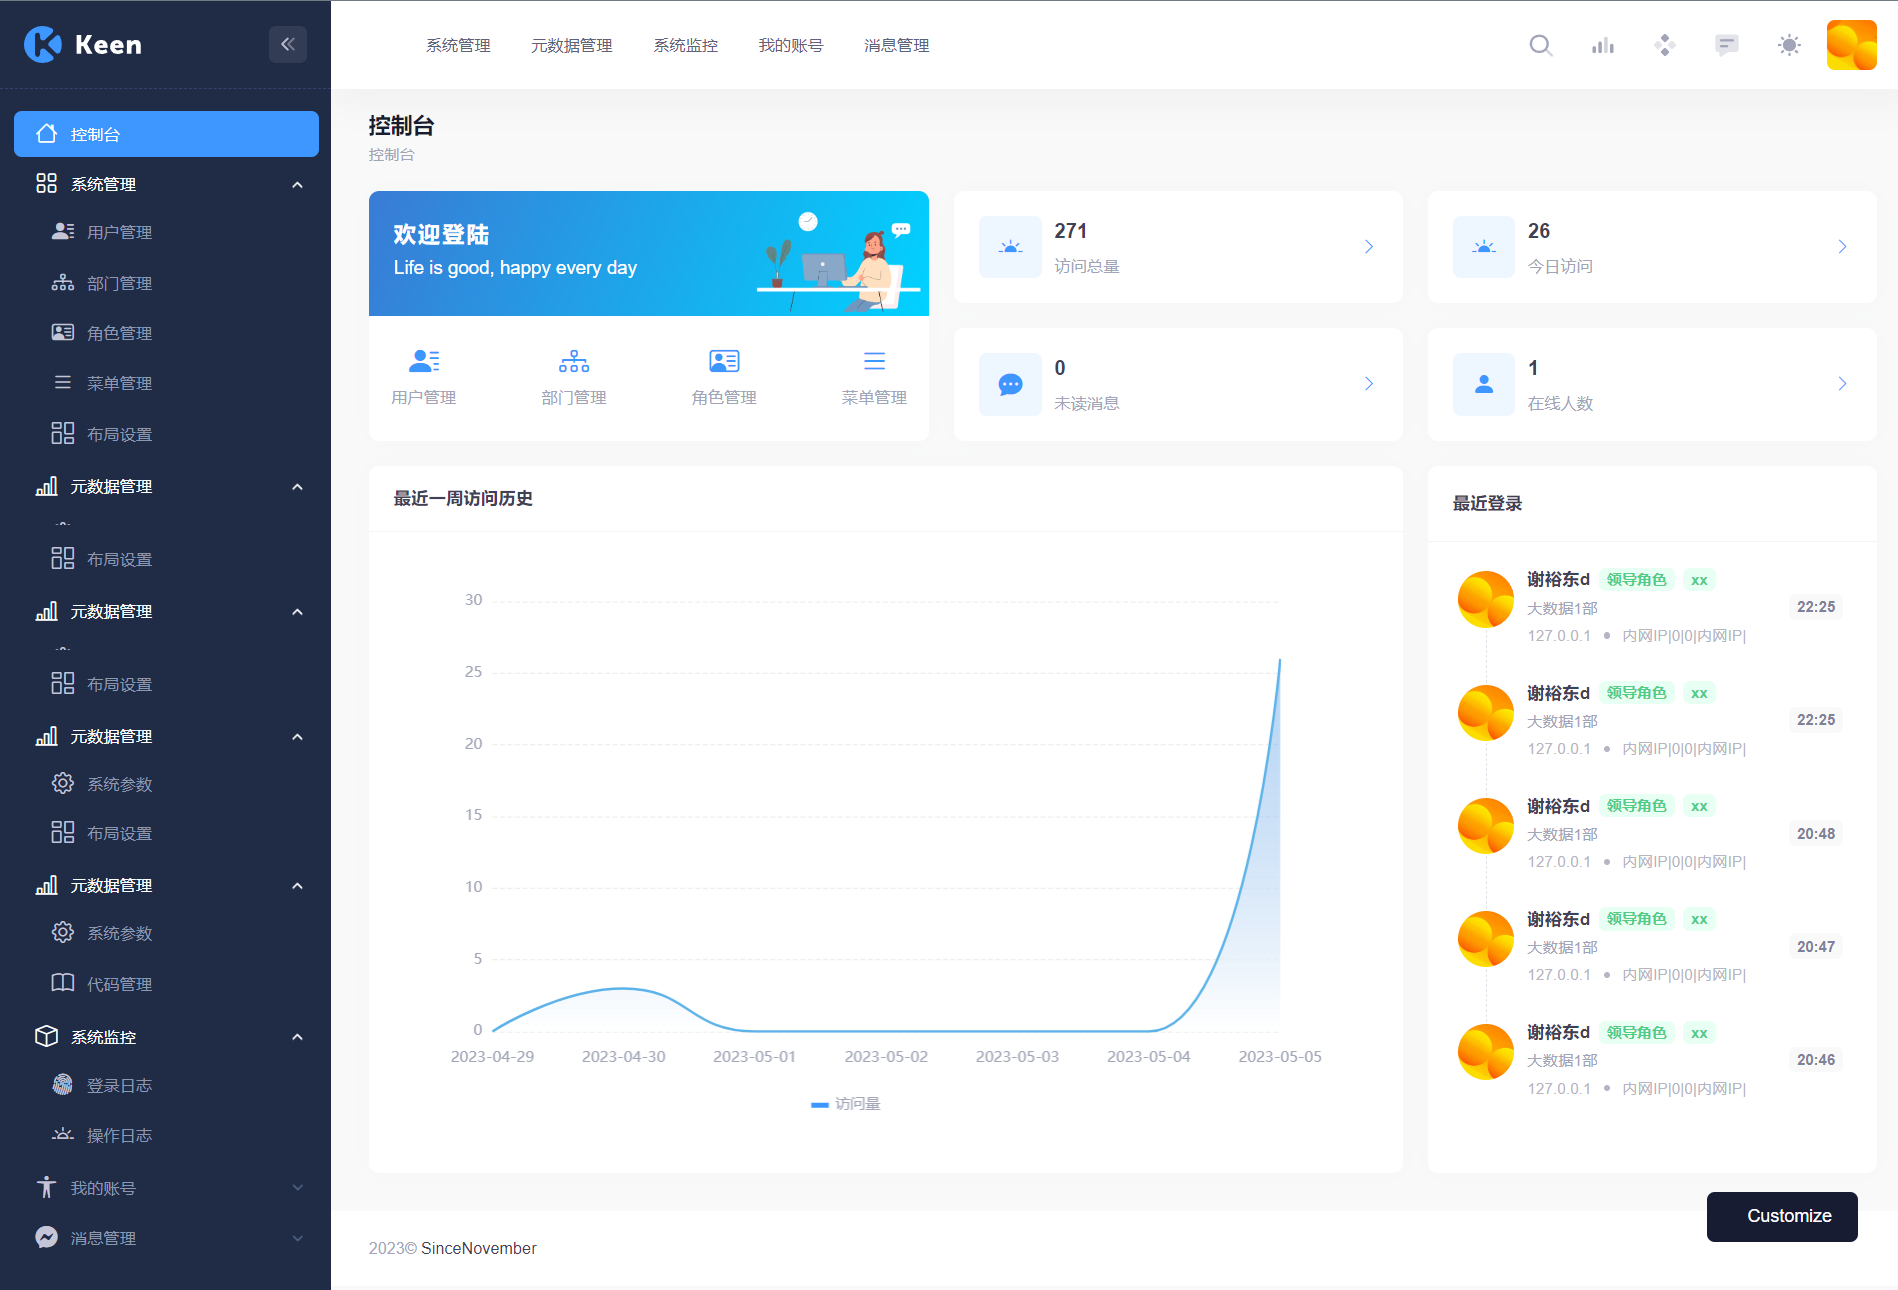 Keen
系统管理 元数据管理 系统监控 我的账号 消息管理
控制台
系统管理
用户管理
部门管理
角色管理
菜单管理
布局设置
元数据管理
布局设置
元数据管理
布局设置
元数据管理
系统参数
布局设置
元数据管理
系统参数
代码管理
系统监控
登录日志
操作日志
我的账号
消息管理
控制台
控制台
欢迎登陆
Life is good, happy every day
用户管理 部门管理 角色管理 菜单管理
271
访问总量
26
今日访问
0
未读消息
1
在线人数
最近一周访问历史
30
25
20
15
10
5
0
2023-04-29 2023-04-30 2023-05-01 2023-05-02 2023-05-03 2023-05-04 2023-05-05
访问量
最近登录
谢裕东d 领导角色 xx
大数据1部
22:25
127.0.0.1 • 内网IP|0|0|内网IP|
谢裕东d 领导角色 xx
大数据1部
22:25
127.0.0.1 • 内网IP|0|0|内网IP|
谢裕东d 领导角色 xx
大数据1部
20:48
127.0.0.1 • 内网IP|0|0|内网IP|
谢裕东d 领导角色 xx
大数据1部
20:47
127.0.0.1 • 内网IP|0|0|内网IP|
谢裕东d 领导角色 xx
大数据1部
20:46
127.0.0.1 • 内网IP|0|0|内网IP|
Customize
2023© SinceNovember